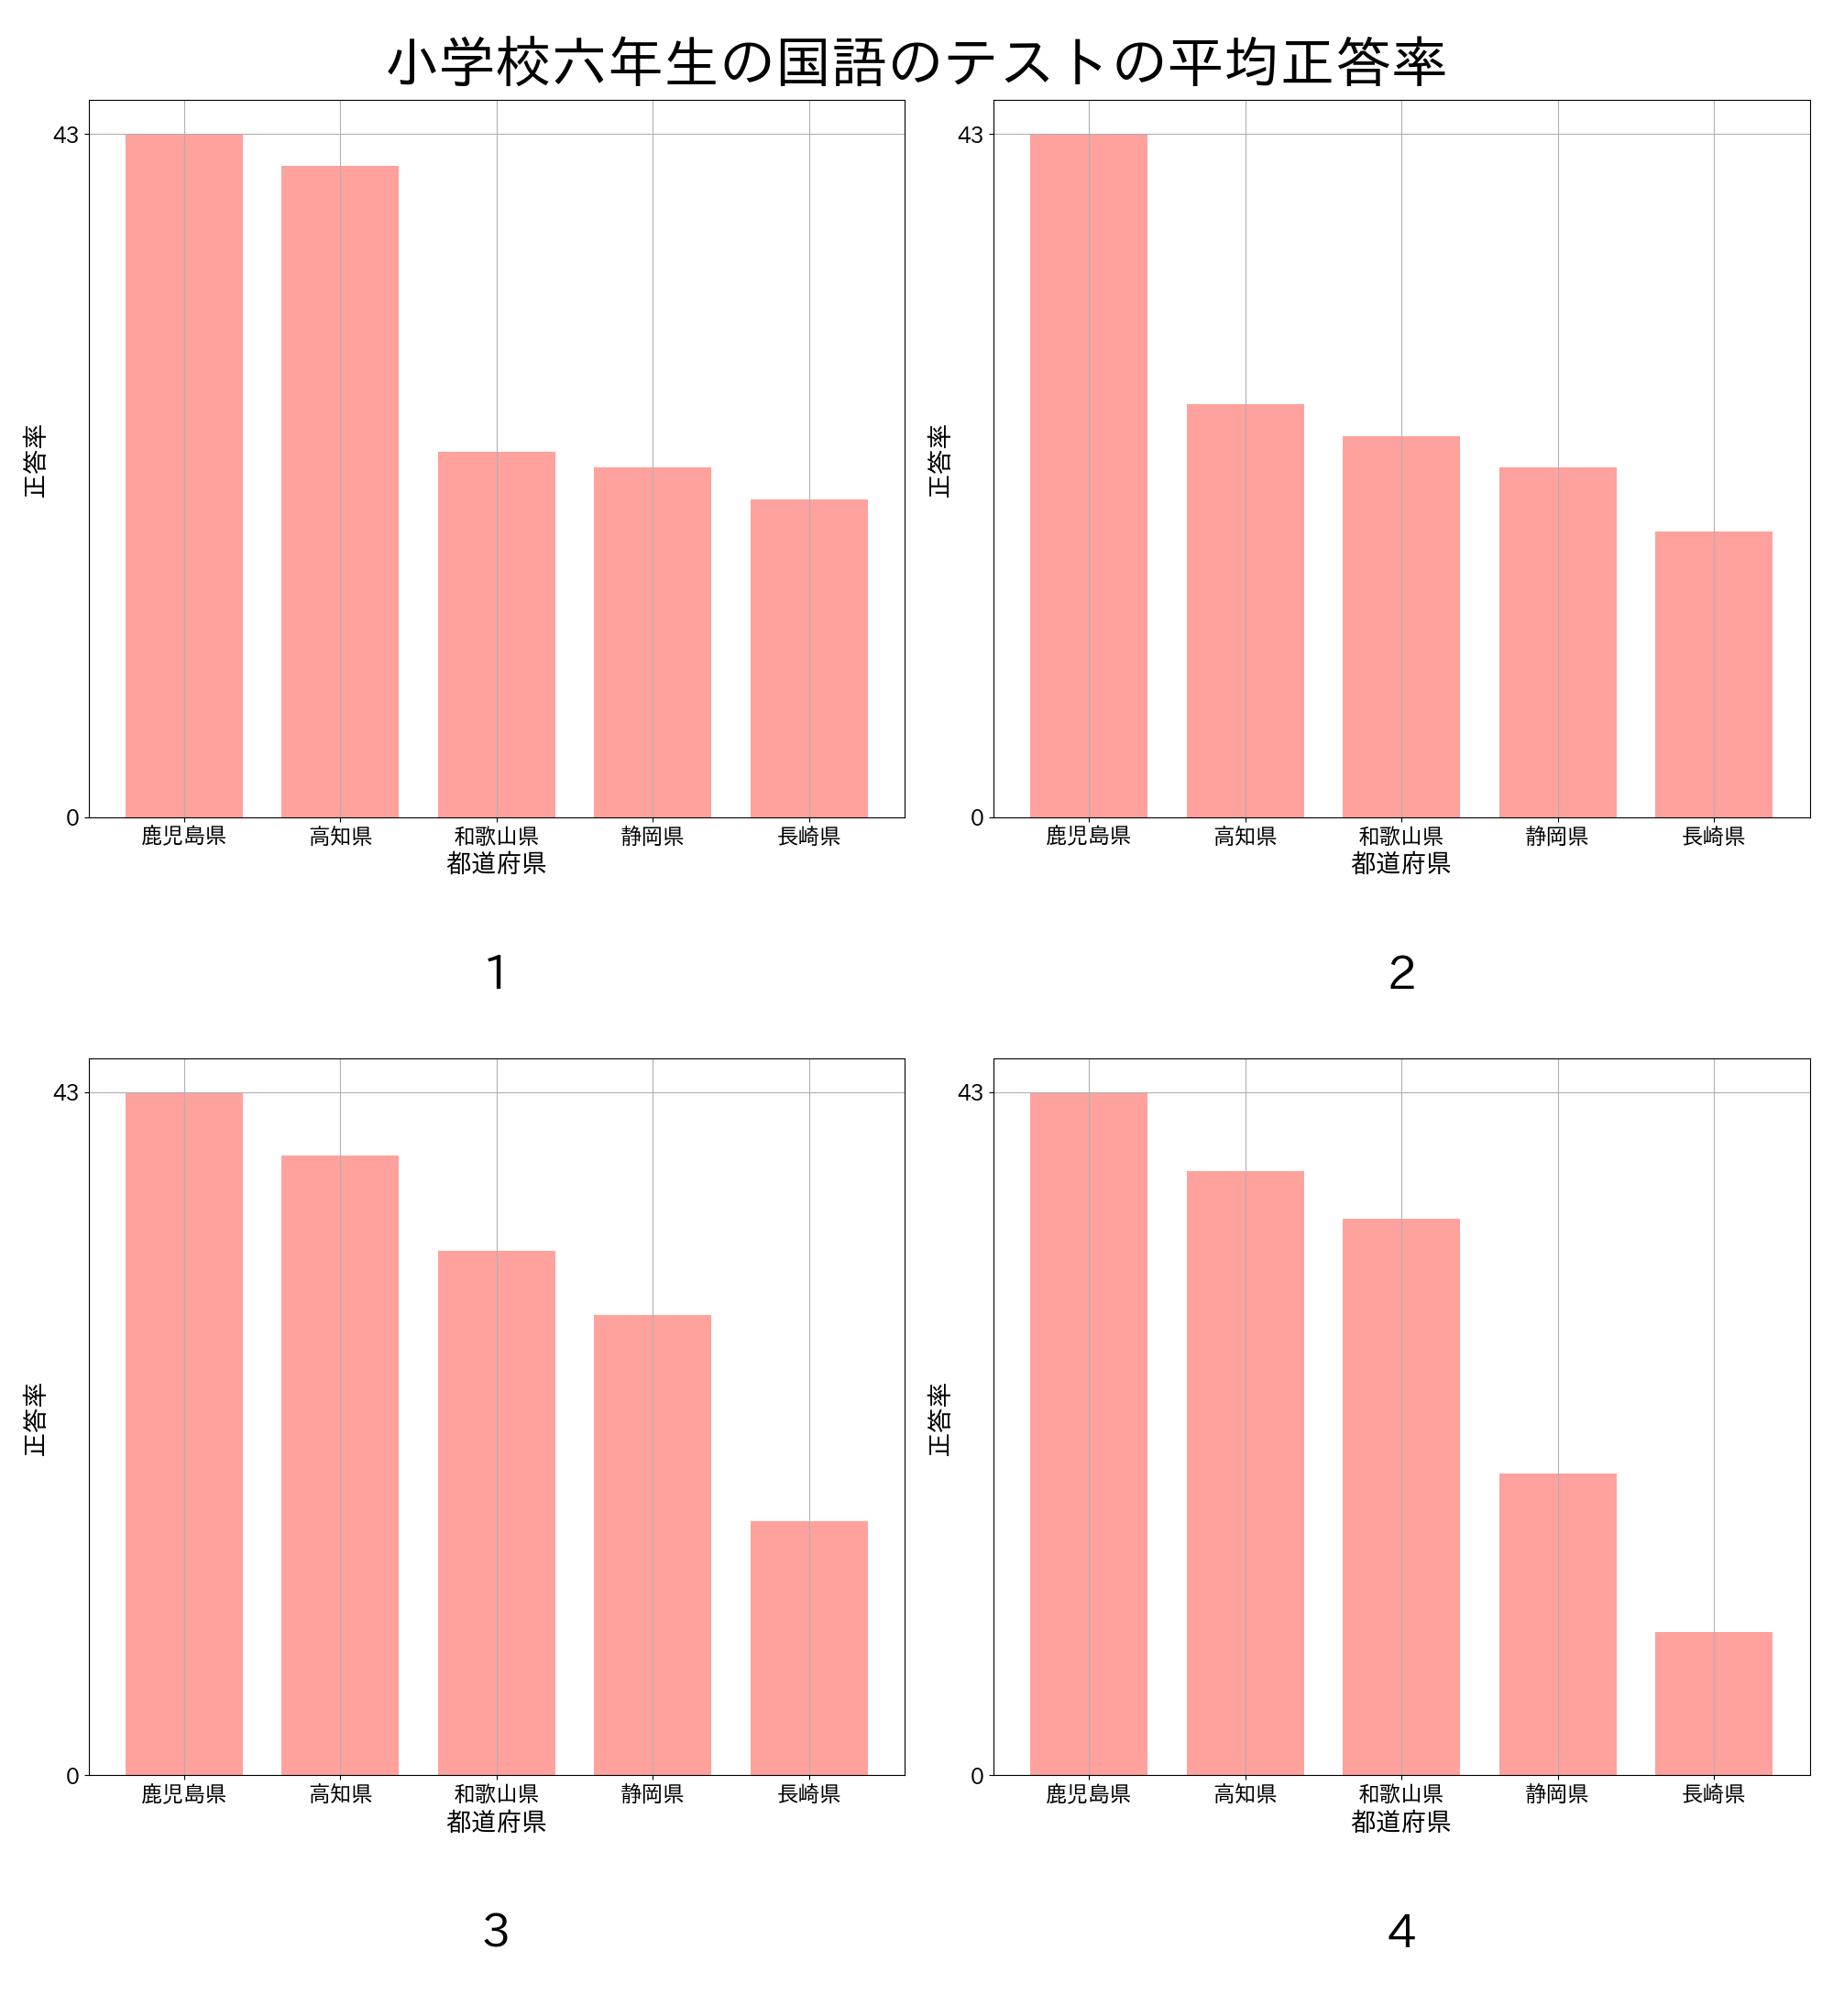 小学校六年生の国語のテストの平均正答率
43
0
正答率
鹿児島県 高知県 和歌山県 静岡県 長崎県
都道府県
1
43
0
正答率
鹿児島県 高知県 和歌山県 静岡県 長崎県
都道府県
2
43
0
正答率
鹿児島県 高知県 和歌山県 静岡県 長崎県
都道府県
3
43
0
正答率
鹿児島県 高知県 和歌山県 静岡県 長崎県
都道府県
4